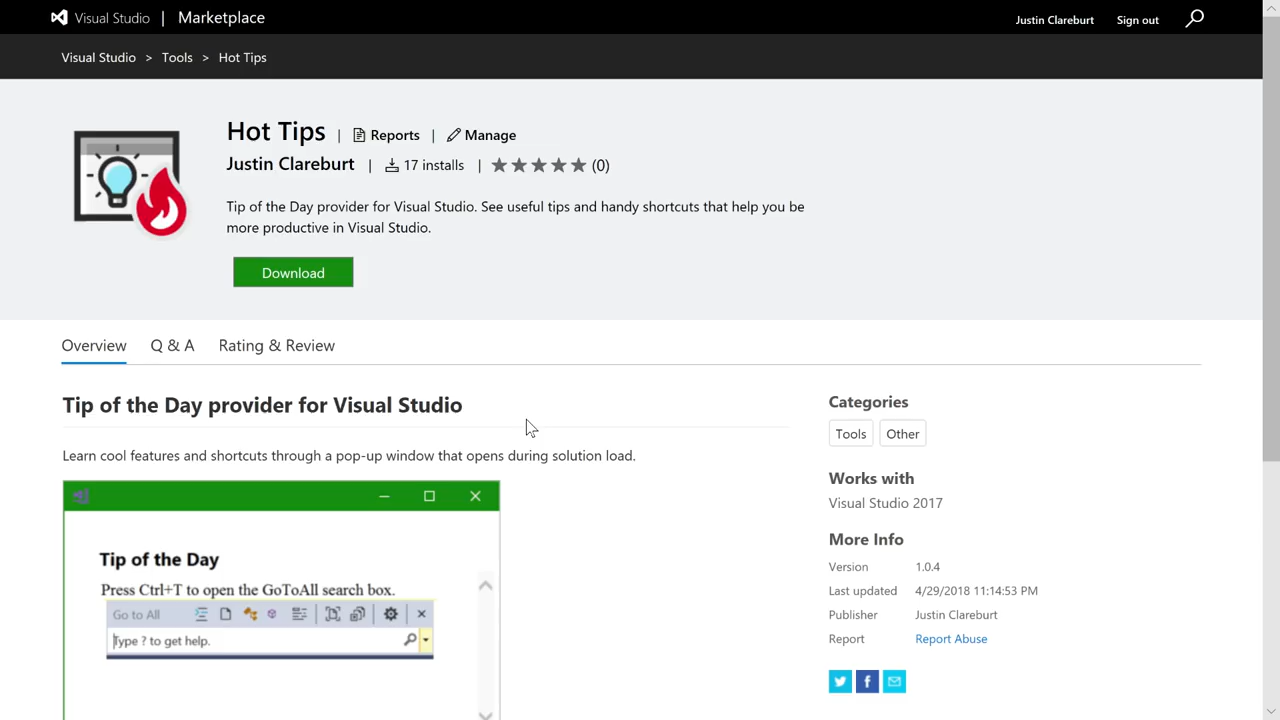 Visual Studio | Marketplace
Justin Clareburt Sign out
Visual Studio > Tools > Hot Tips
Hot Tips | Reports | Manage
Justin Clareburt | 17 installs | (0)
Tip of the Day provider for Visual Studio. See useful tips and handy shortcuts that help you be
more productive in Visual Studio.
Download
Overview Q & A Rating & Review
Tip of the Day provider for Visual Studio
Learn cool features and shortcuts through a pop-up window that opens during solution load.
Tip of the Day
Press Ctrl+T to open the GoToAll search box.
Go to All
Type ? to get help.
Categories
Tools Other
Works with
Visual Studio 2017
More Info
Version 1.0.4
Last updated 4/29/2018 11:14:53 PM
Publisher Justin Clareburt
Report Report Abuse